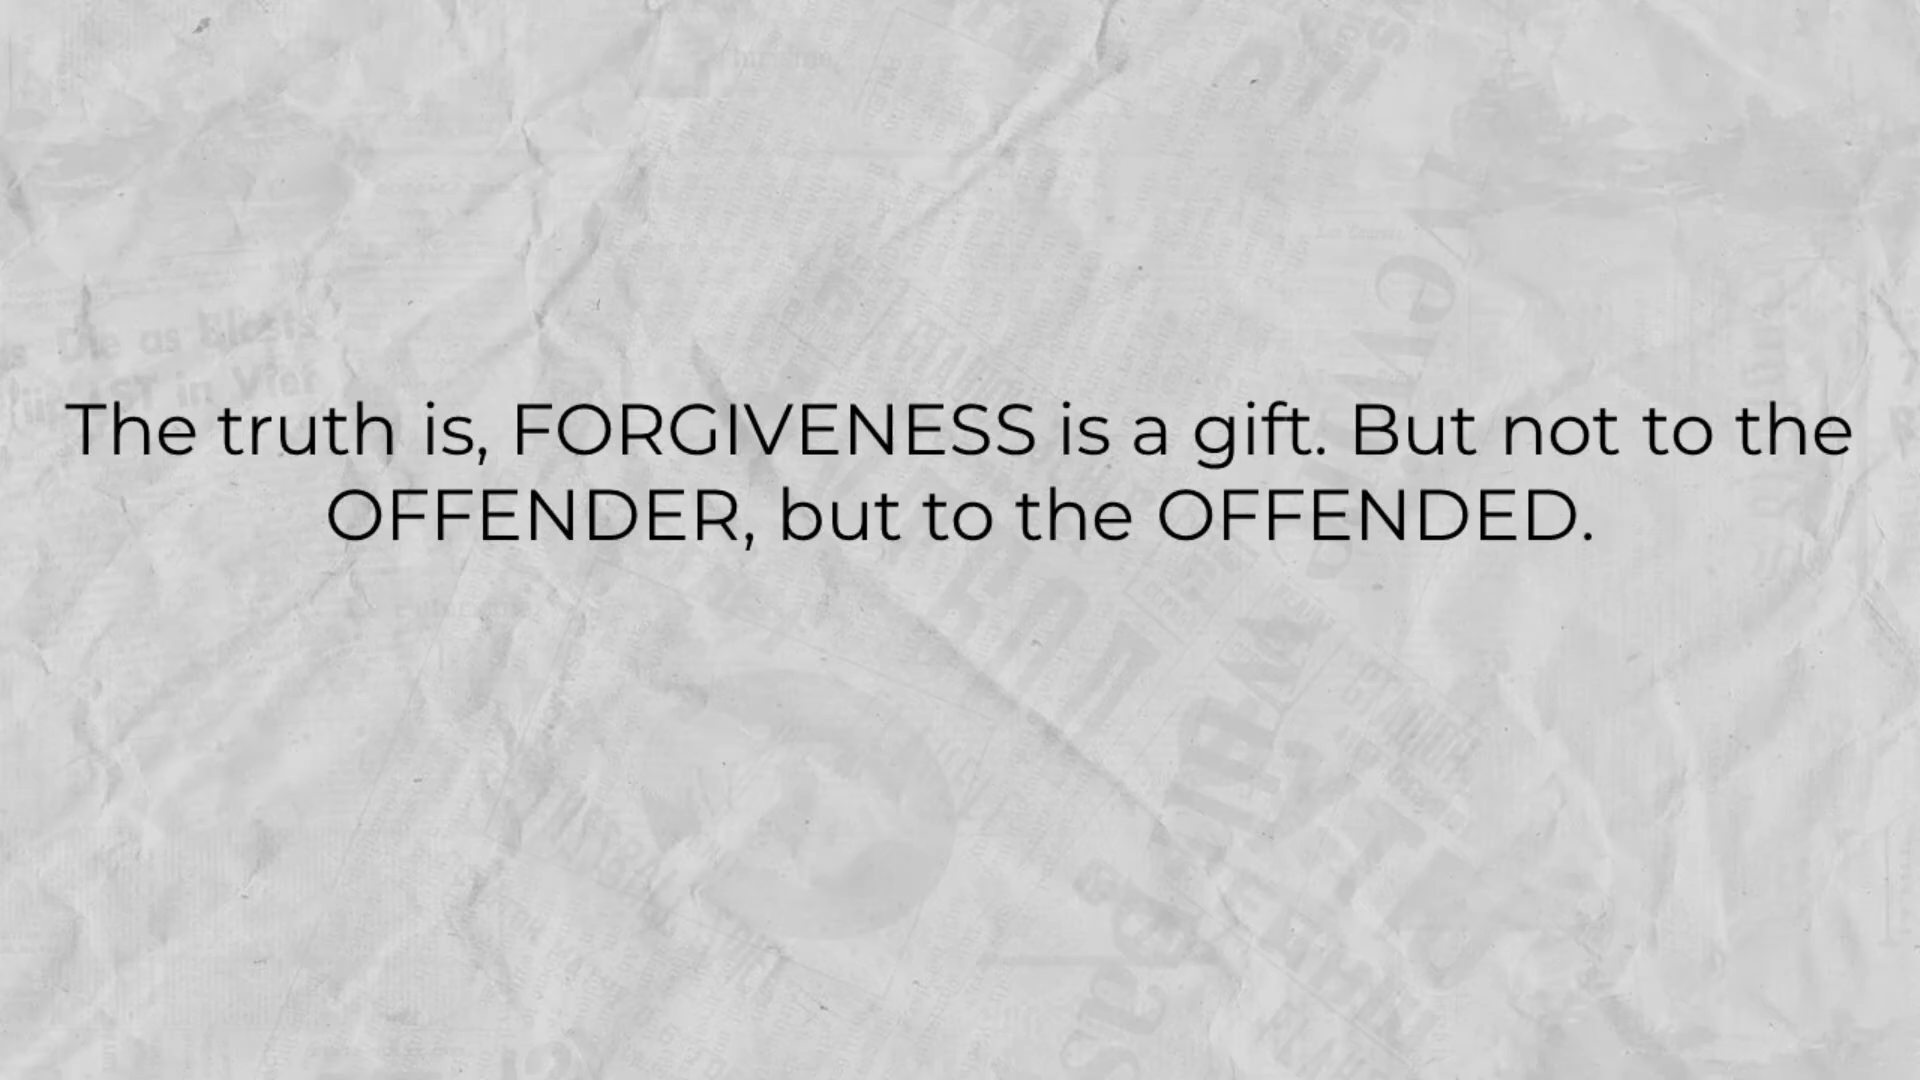 The truth is, FORGIVENESS is a gift. But not to the
OFFENDER, but to the OFFENDED.